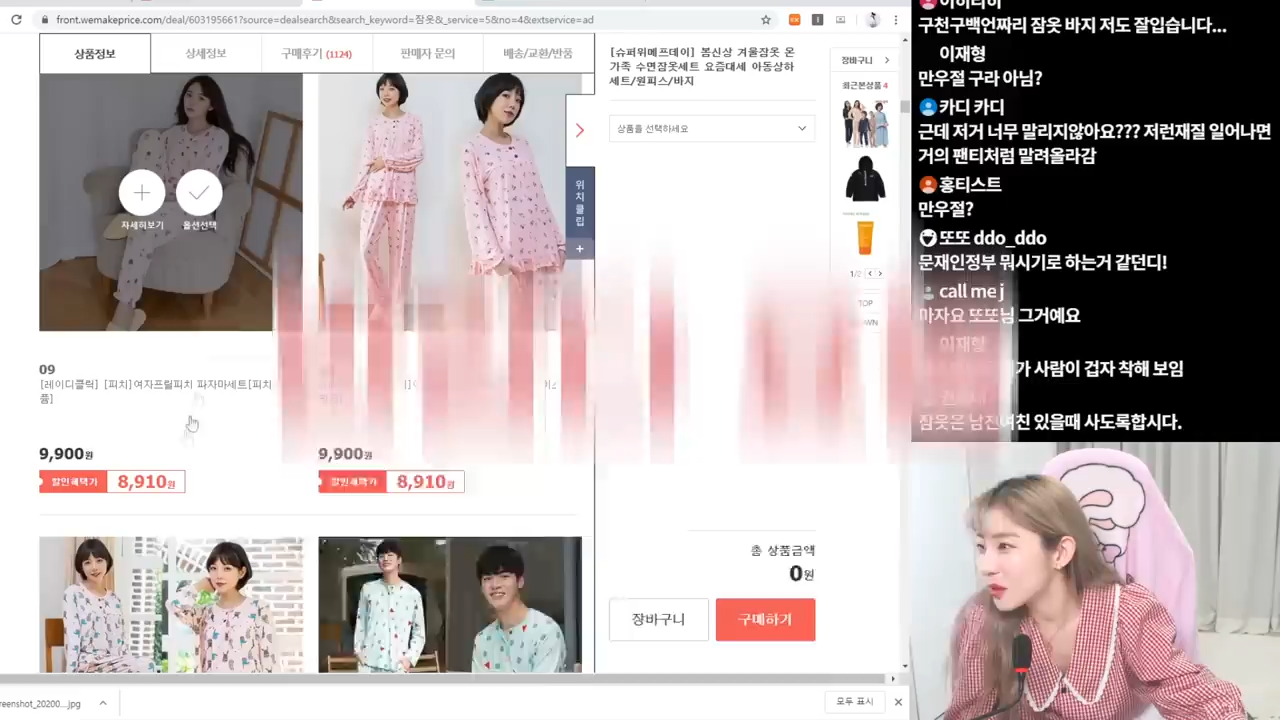 front.wemakeprice.com/deal/603195661?source=dealsearch&search_keyword=잠옷&_service=5&no=4&extservice=ad
상품정보
상세정보
구매후기 (1124)
판매자 문의
배송/교환/반품
[슈퍼위메프데이] 봄신상 겨울잠옷 온
가족 수면잠옷세트 요즘대세 아동상하
세트/원피스/바지
상품을 선택하세요
장바구니
최근본상품 4
1/2
TOP
위
치
클
립
+
자세히보기
옵션선택
09
[레이디클럭] [피치]여자프릴피치 파자마세트[피치
퓸]
9,900원
할인혜택가 8,910원
9,900원
할인혜택가 8,910원
총 상품금액
0원
장바구니
구매하기
reenshot_20200....jpg
모두 표시
구천구백언짜리 잠옷 바지 저도 잘입습니다...
이재형
만우절 구라 아님?
카디 카디
근데 저거 너무 말리지않아요??? 저런재질 일어나면
거의 팬티처럼 말려올라감
홍티스트
만우절?
또또 ddo_ddo
문재인정부 뭐시기로 하는거 같던디!
call me j
마자요 또또님 그거예요
이재형
가 사람이 겁자 착해 보임
잠옷은 남친여친 있을때 사도록합시다.